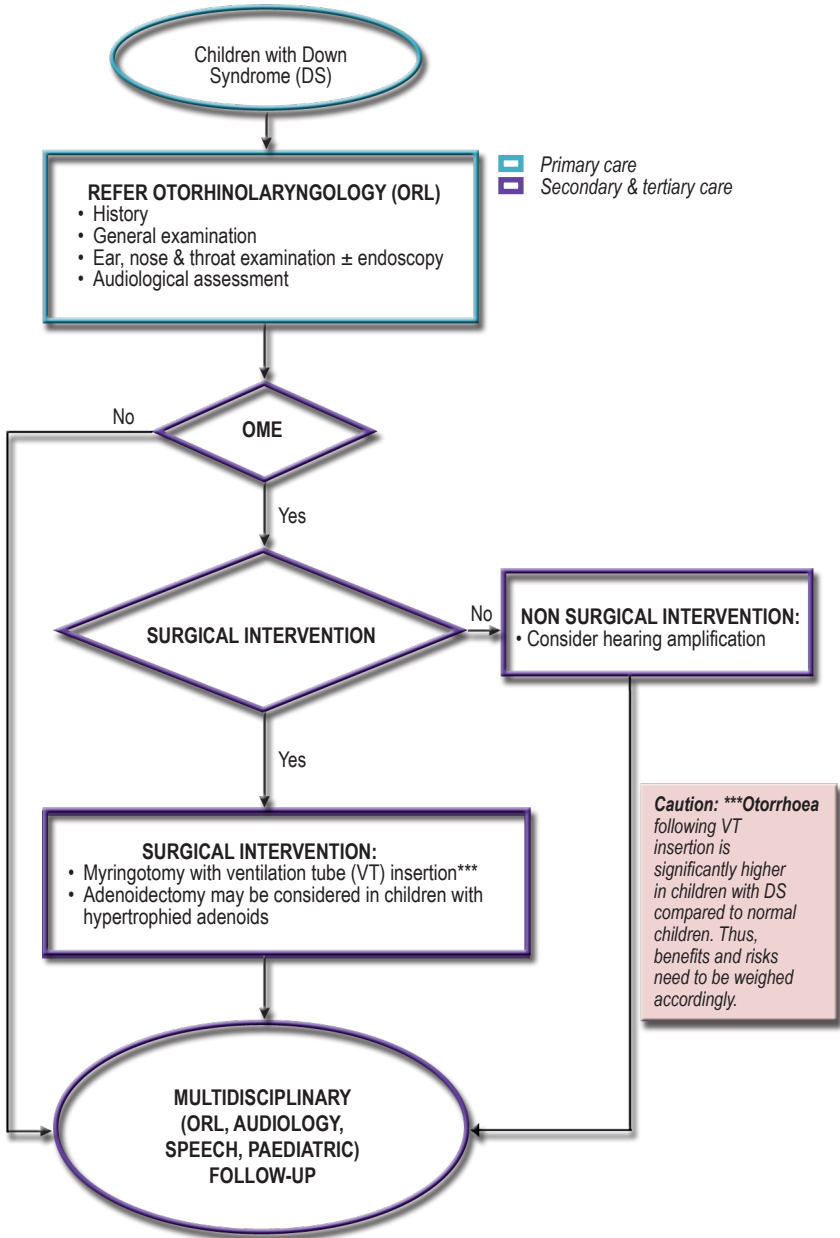 Children with Down
Syndrome (DS)
REFER OTORHINOLARYNGOLOGY (ORL)
• History
• General examination
• Ear, nose & throat examination ± endoscopy
• Audiological assessment
Primary care
Secondary & tertiary care
No
OME
Yes
SURGICAL INTERVENTION
No
NON SURGICAL INTERVENTION:
• Consider hearing amplification
Yes
SURGICAL INTERVENTION:
• Myringotomy with ventilation tube (VT) insertion***
• Adenoidectomy may be considered in children with
hypertrophied adenoids
Caution: ***Otorrhoea
following VT
insertion is
significantly higher
in children with DS
compared to normal
children. Thus,
benefits and risks
need to be weighed
accordingly.
MULTIDISCIPLINARY
(ORL, AUDIOLOGY,
SPEECH, PAEDIATRIC)
FOLLOW-UP